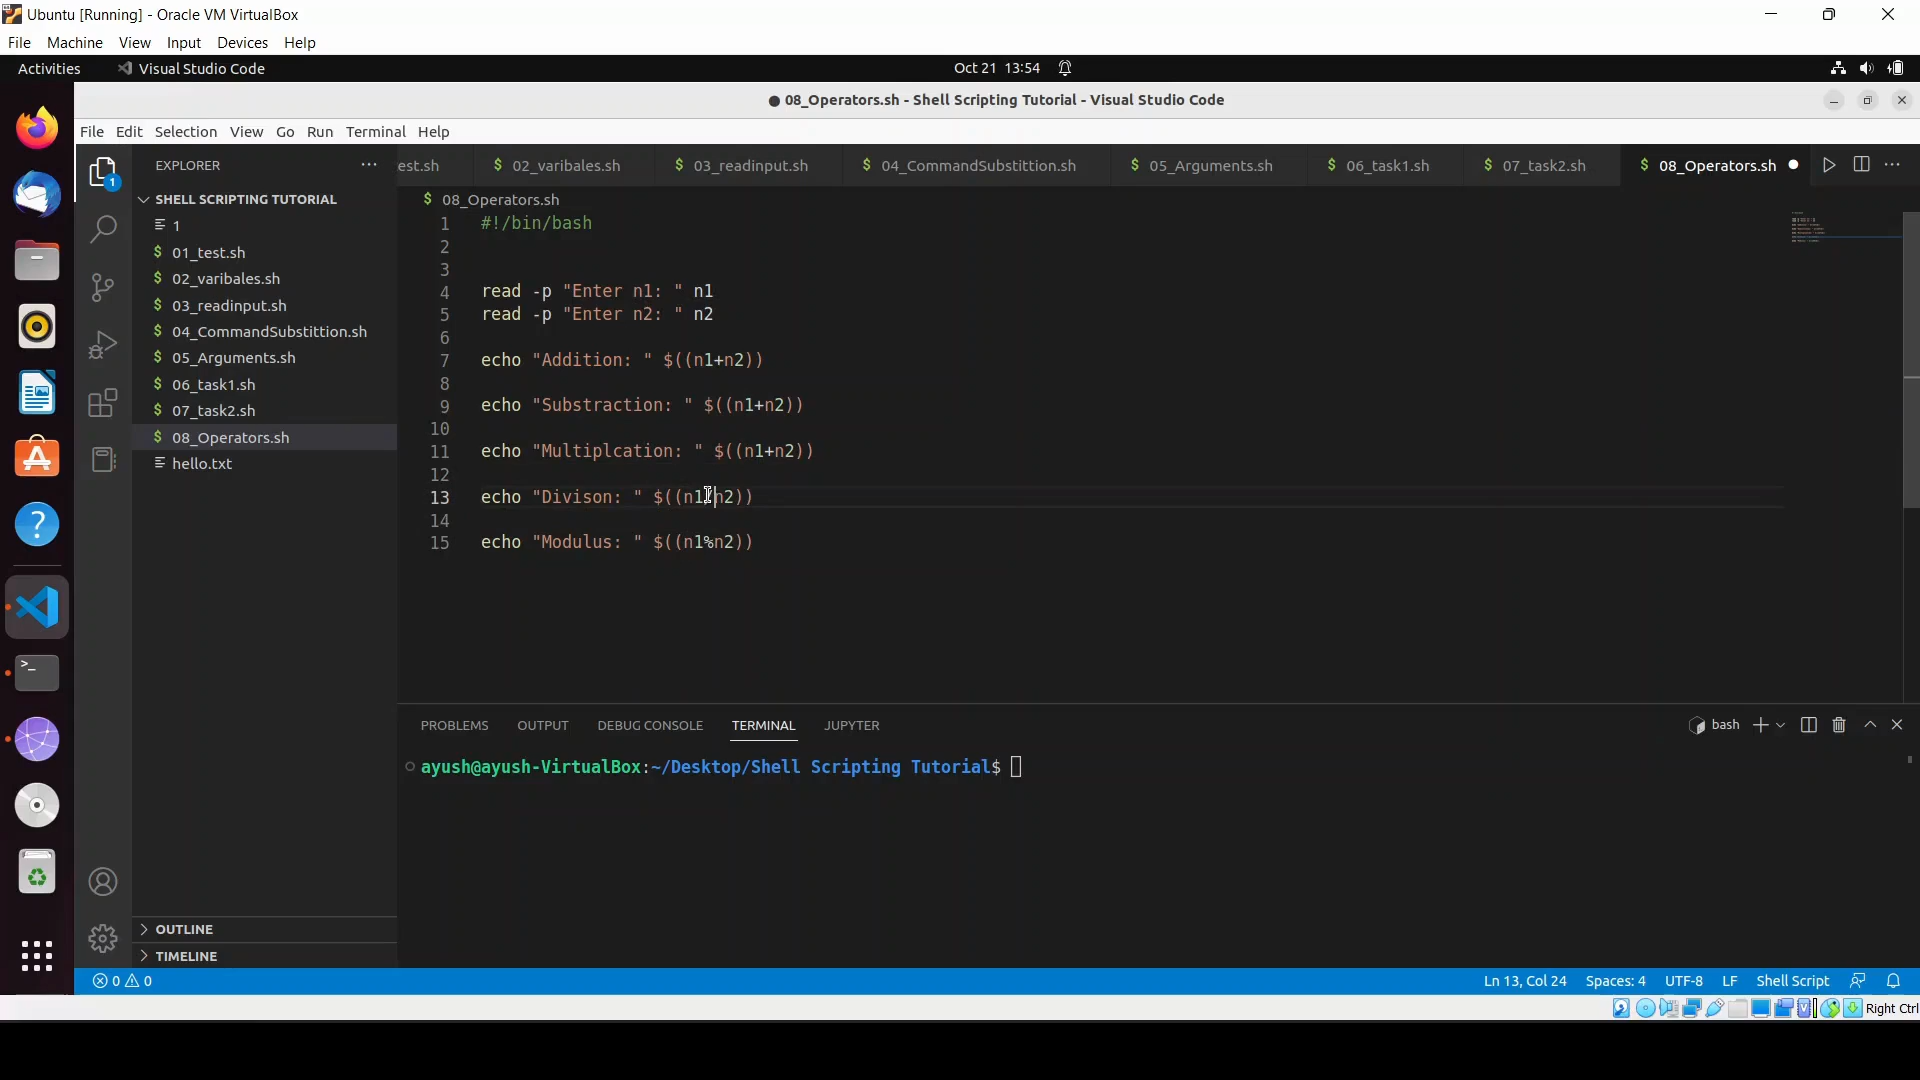 Ubuntu [Running] - Oracle VM VirtualBox
File Machine View Input Devices Help
Activities Visual Studio Code Oct 21 13:54
● 08_Operators.sh - Shell Scripting Tutorial - Visual Studio Code
File Edit Selection View Go Run Terminal Help
EXPLORER ··· est.sh $ 02_varibales.sh $ 03_readinput.sh $ 04_CommandSubstittion.sh $ 05_Arguments.sh $ 06_task1.sh $ 07_task2.sh $ 08_Operators.sh ● ···
SHELL SCRIPTING TUTORIAL
1
$ 01_test.sh
$ 02_varibales.sh
$ 03_readinput.sh
$ 04_CommandSubstittion.sh
$ 05_Arguments.sh
$ 06_task1.sh
$ 07_task2.sh
$ 08_Operators.sh
hello.txt
OUTLINE
TIMELINE
1
$ 08_Operators.sh
1 #!/bin/bash
2
3
4 read -p "Enter n1: " n1
5 read -p "Enter n2: " n2
6
7 echo "Addition: " $((n1+n2))
8
9 echo "Substraction: " $((n1+n2))
10
11 echo "Multiplcation: " $((n1+n2))
12
13 echo "Divison: " $((n1/n2))
14
15 echo "Modulus: " $((n1%n2))
PROBLEMS OUTPUT DEBUG CONSOLE TERMINAL JUPYTER bash
ayush@ayush-VirtualBox:~/Desktop/Shell Scripting Tutorial$
0 0 Ln 13, Col 24 Spaces: 4 UTF-8 LF Shell Script
Right Ctrl